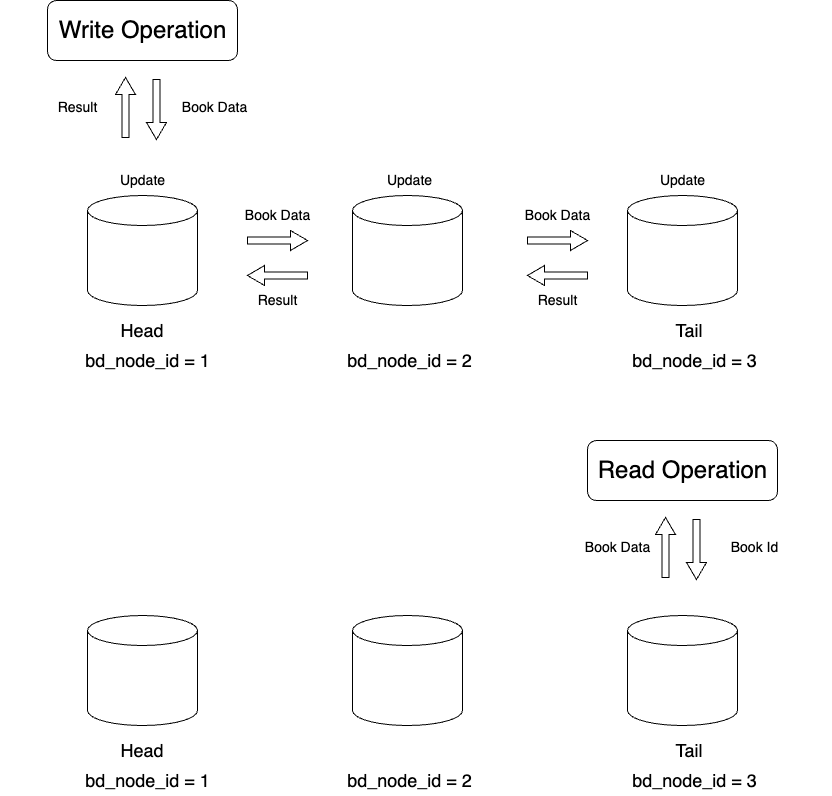 Write Operation
Result
Book Data
Update
Update
Update
Book Data
Book Data
Result
Result
Head
Tail
bd_node_id = 1
bd_node_id = 2
bd_node_id = 3
Read Operation
Book Data
Book Id
Head
Tail
bd_node_id = 1
bd_node_id = 2
bd_node_id = 3